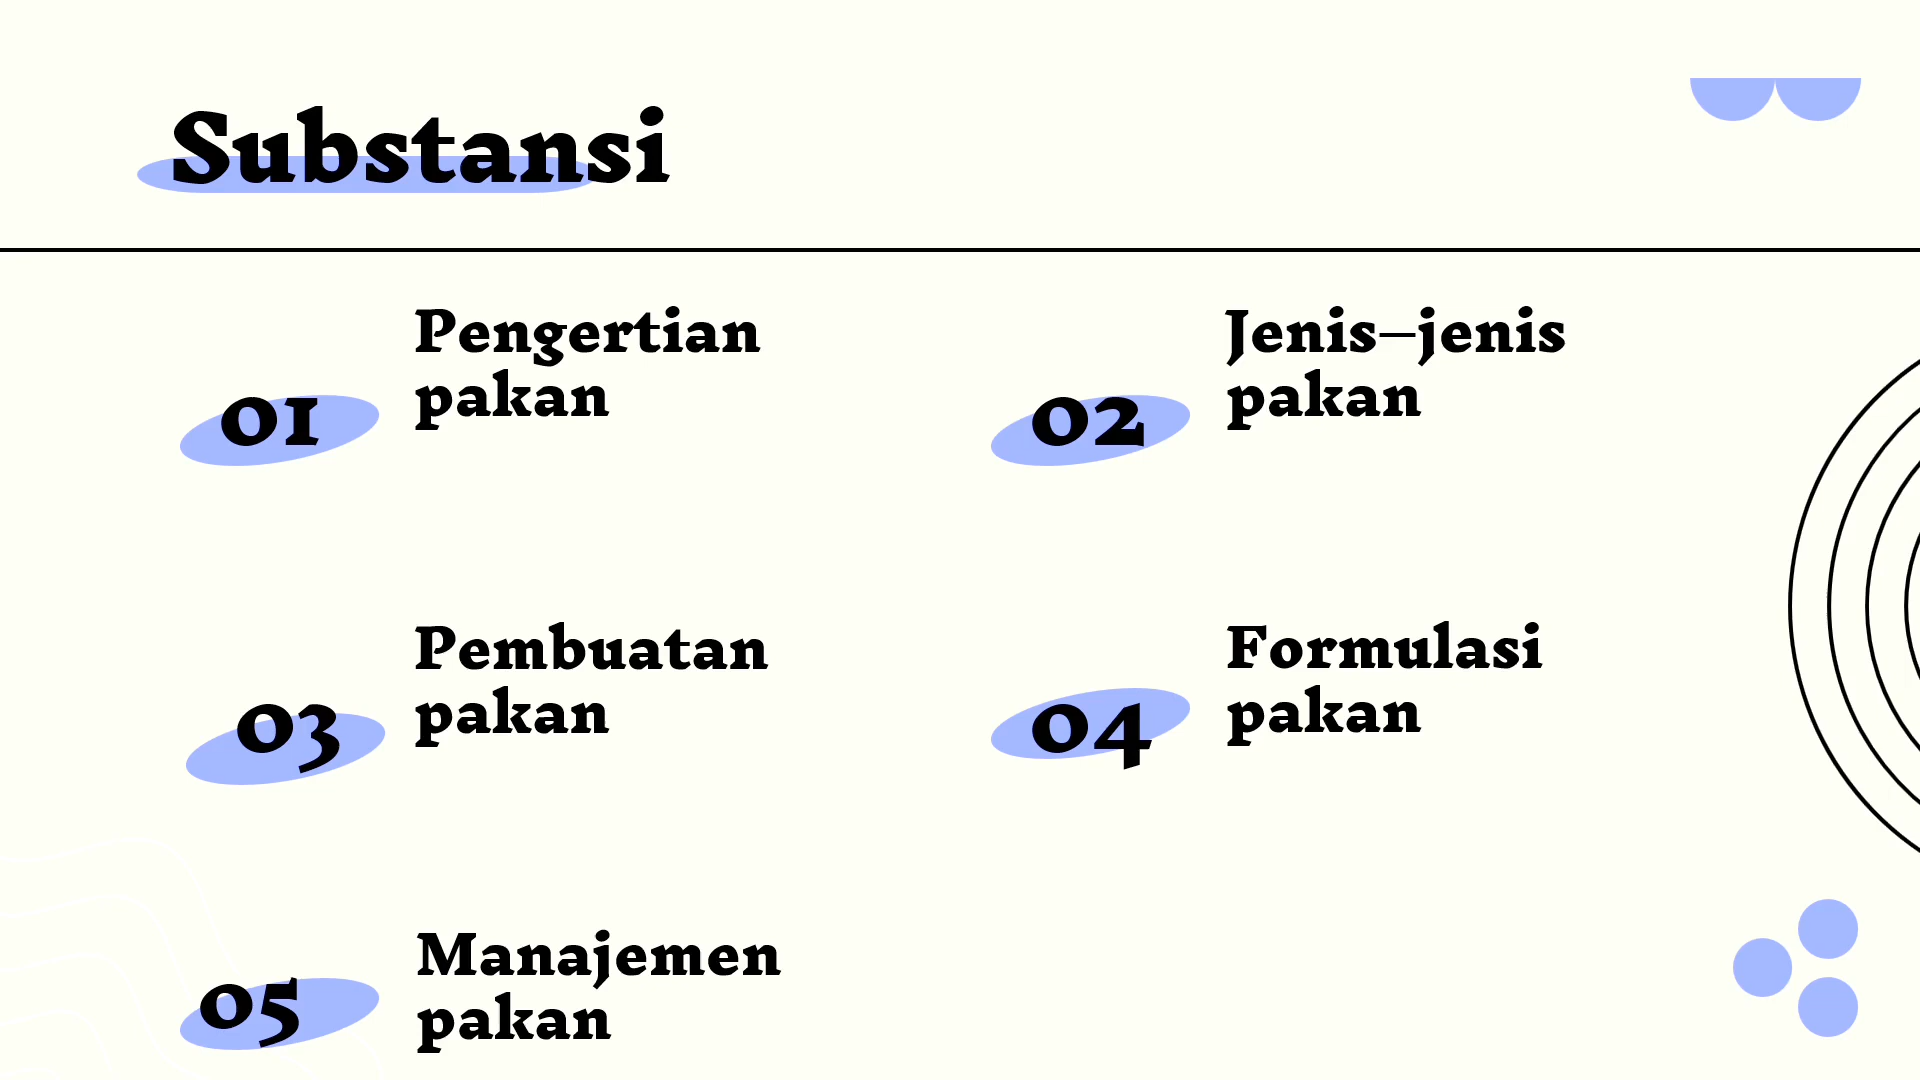 Substansi
01
Pengertian
pakan
02
Jenis-jenis
pakan
03
Pembuatan
pakan
04
Formulasi
pakan
05
Manajemen
pakan